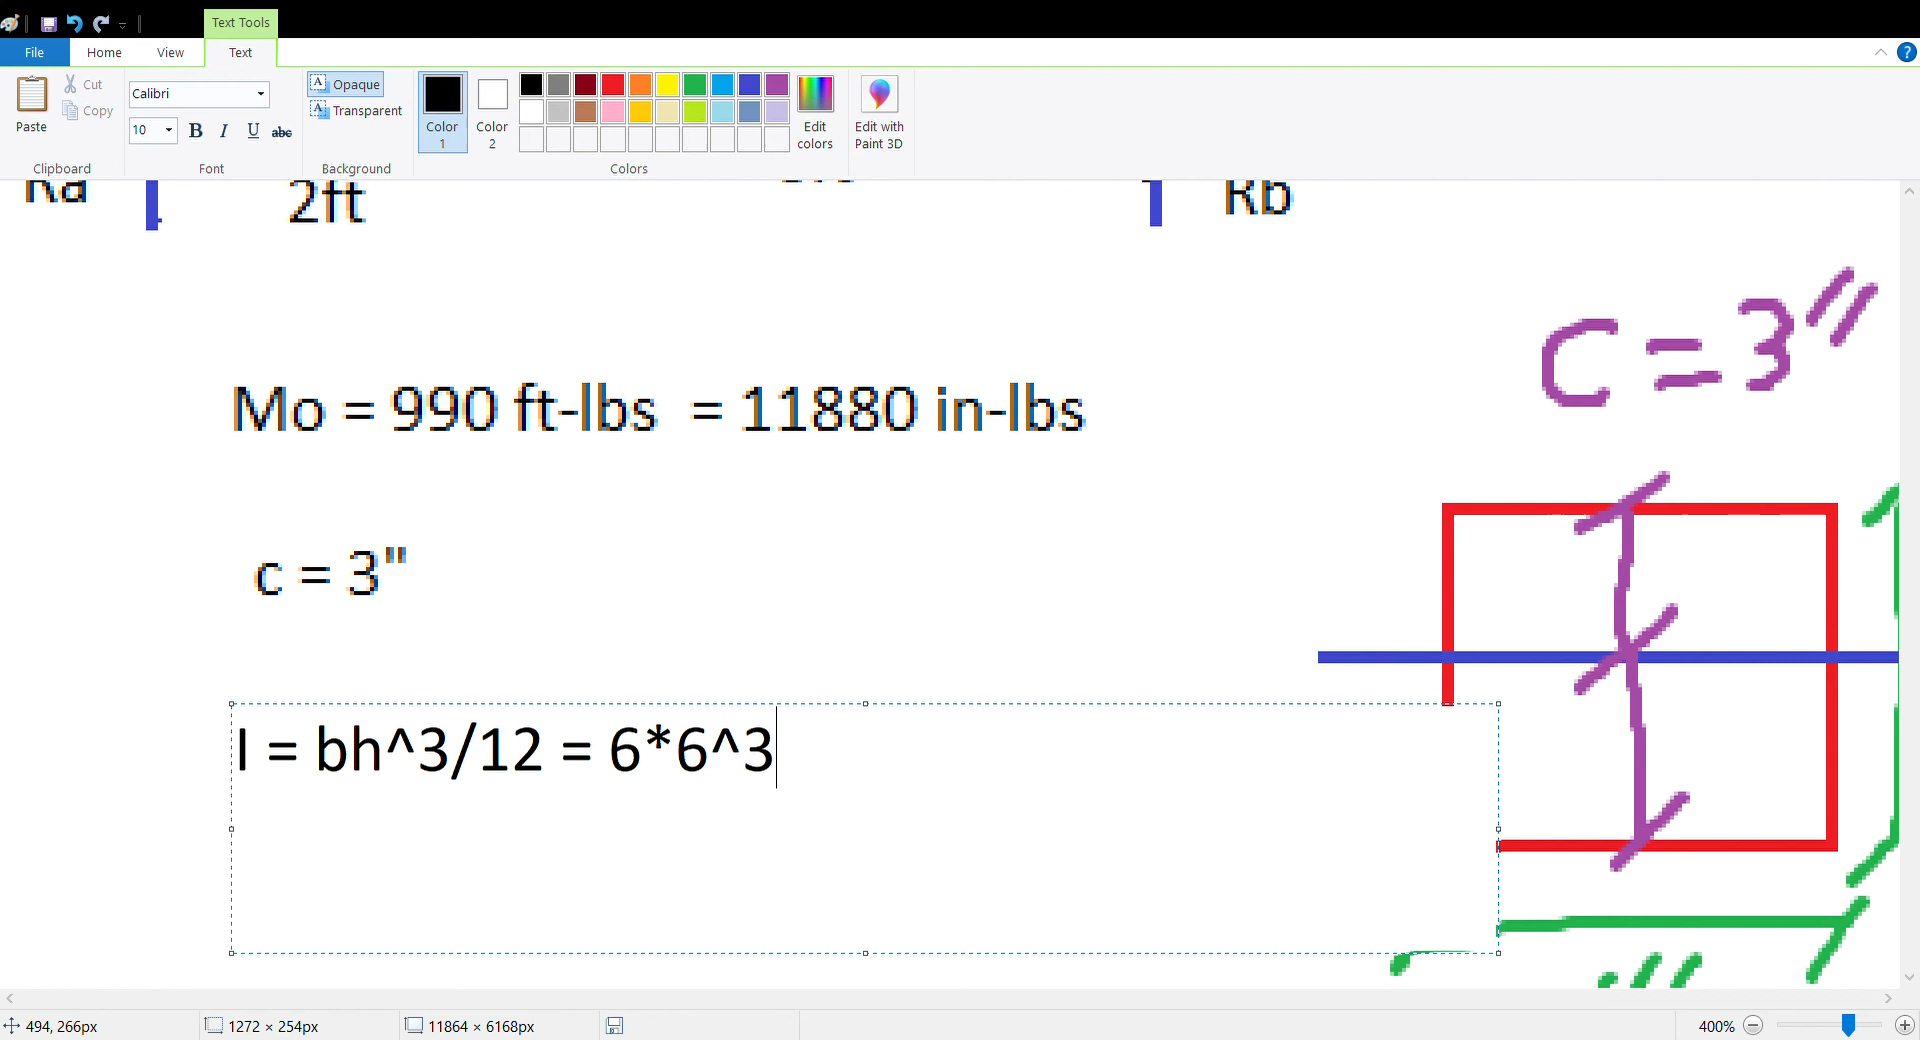 Text Tools
File
Home
View
Text
Paste
Cut
Copy
Clipboard
Calibri
10
B
I
U
abc
Font
Opaque
Transparent
Background
Color
1
Color
2
Edit
colors
Colors
Edit with
Paint 3D
Ra
2ft
Rb
C = 3"
Mo = 990 ft-lbs = 11880 in-lbs
c = 3"
I = bh^3/12 = 6*6^3
494, 266px
1272 × 254px
11864 × 6168px
400%